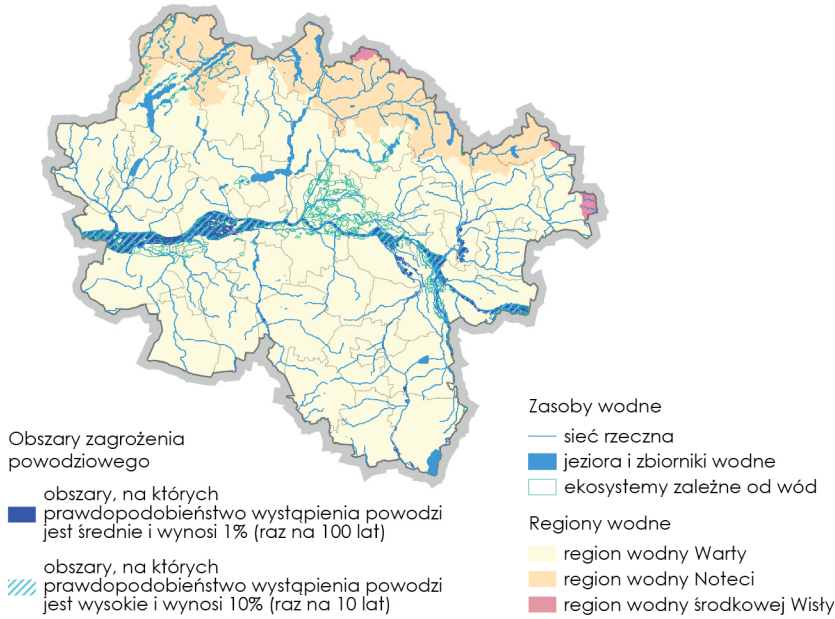 Obszary zagrożenia
powodziowego
obszary, na których
prawdopodobieństwo wystąpienia powodzi
jest średnie i wynosi 1% (raz na 100 lat)
obszary, na których
prawdopodobieństwo wystąpienia powodzi
jest wysokie i wynosi 10% (raz na 10 lat)
Zasoby wodne
sieć rzeczna
jeziora i zbiorniki wodne
ekosystemy zależne od wód
Regiony wodne
region wodny Warty
region wodny Noteci
region wodny środkowej Wisły